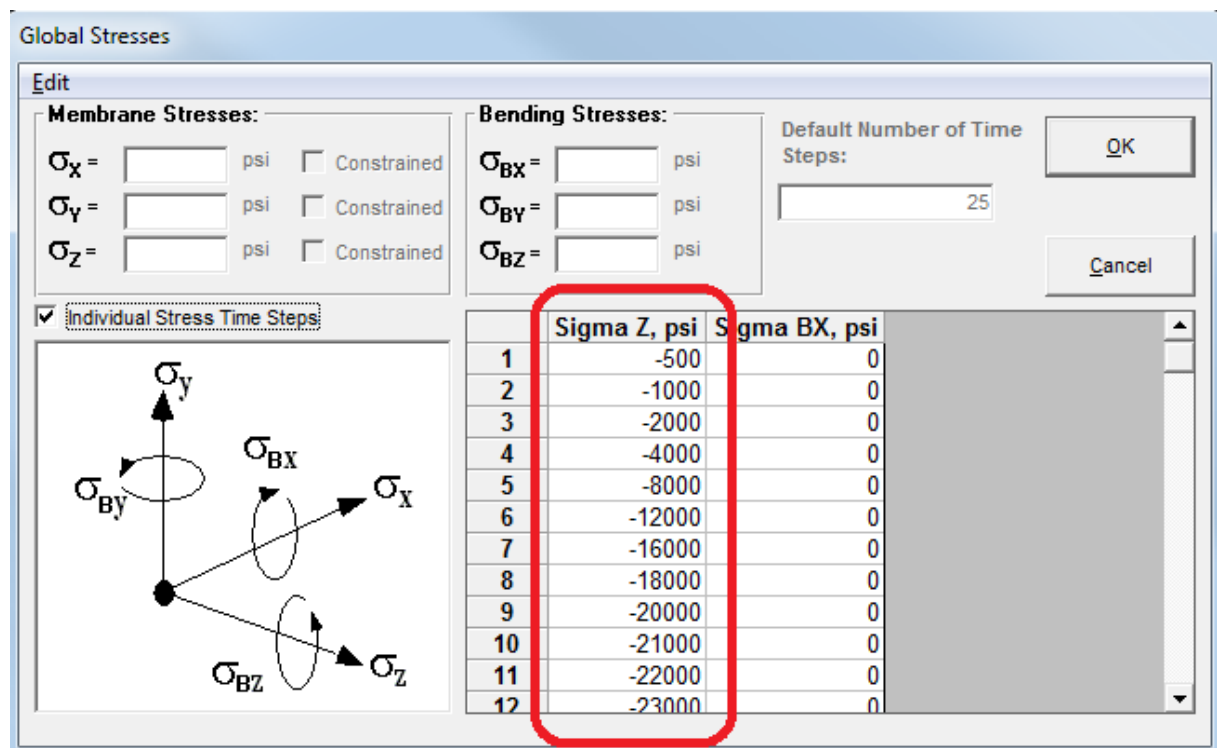 Global Stresses
Edit
Membrane Stresses:
σX = psi Constrained
σY = psi Constrained
σZ = psi Constrained
Bending Stresses:
σBX = psi
σBY = psi
σBZ = psi
Default Number of Time
Steps:
25
OK
Cancel
Individual Stress Time Steps
σy
σBX
σBy
σX
σBZ
σZ
Sigma Z, psi Sigma BX, psi
1 -500 0
2 -1000 0
3 -2000 0
4 -4000 0
5 -8000 0
6 -12000 0
7 -16000 0
8 -18000 0
9 -20000 0
10 -21000 0
11 -22000 0
12 -23000 0